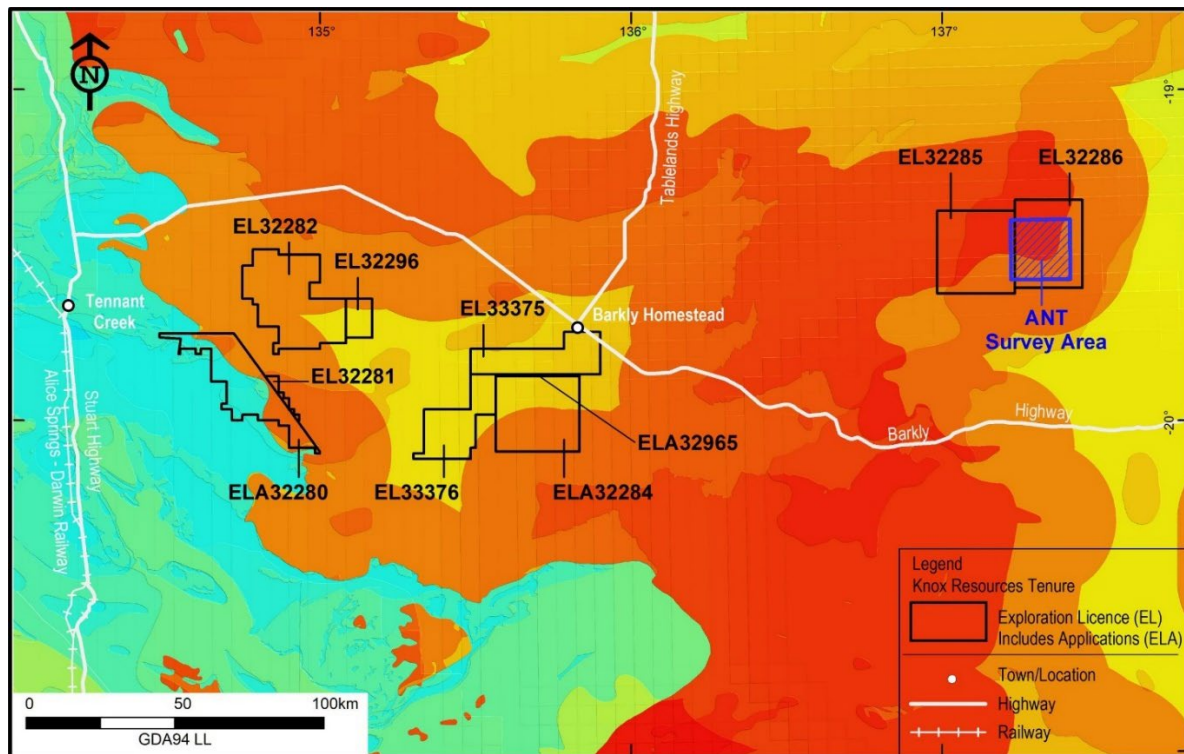 135°
136°
137°
-19°
N
Tablelands Highway
EL32285
EL32286
EL32282
EL32296
Tennant
Creek
EL33375
Barkly Homestead
ANT
Survey Area
EL32281
Stuart Highway
Alice Springs - Darwin Railway
ELA32965
Barkly
Highway
-20°
ELA32280
EL33376
ELA32284
Legend
Knox Resources Tenure
Exploration Licence (EL)
Includes Applications (ELA)
Town/Location
Highway
Railway
0
50
100km
GDA94 LL